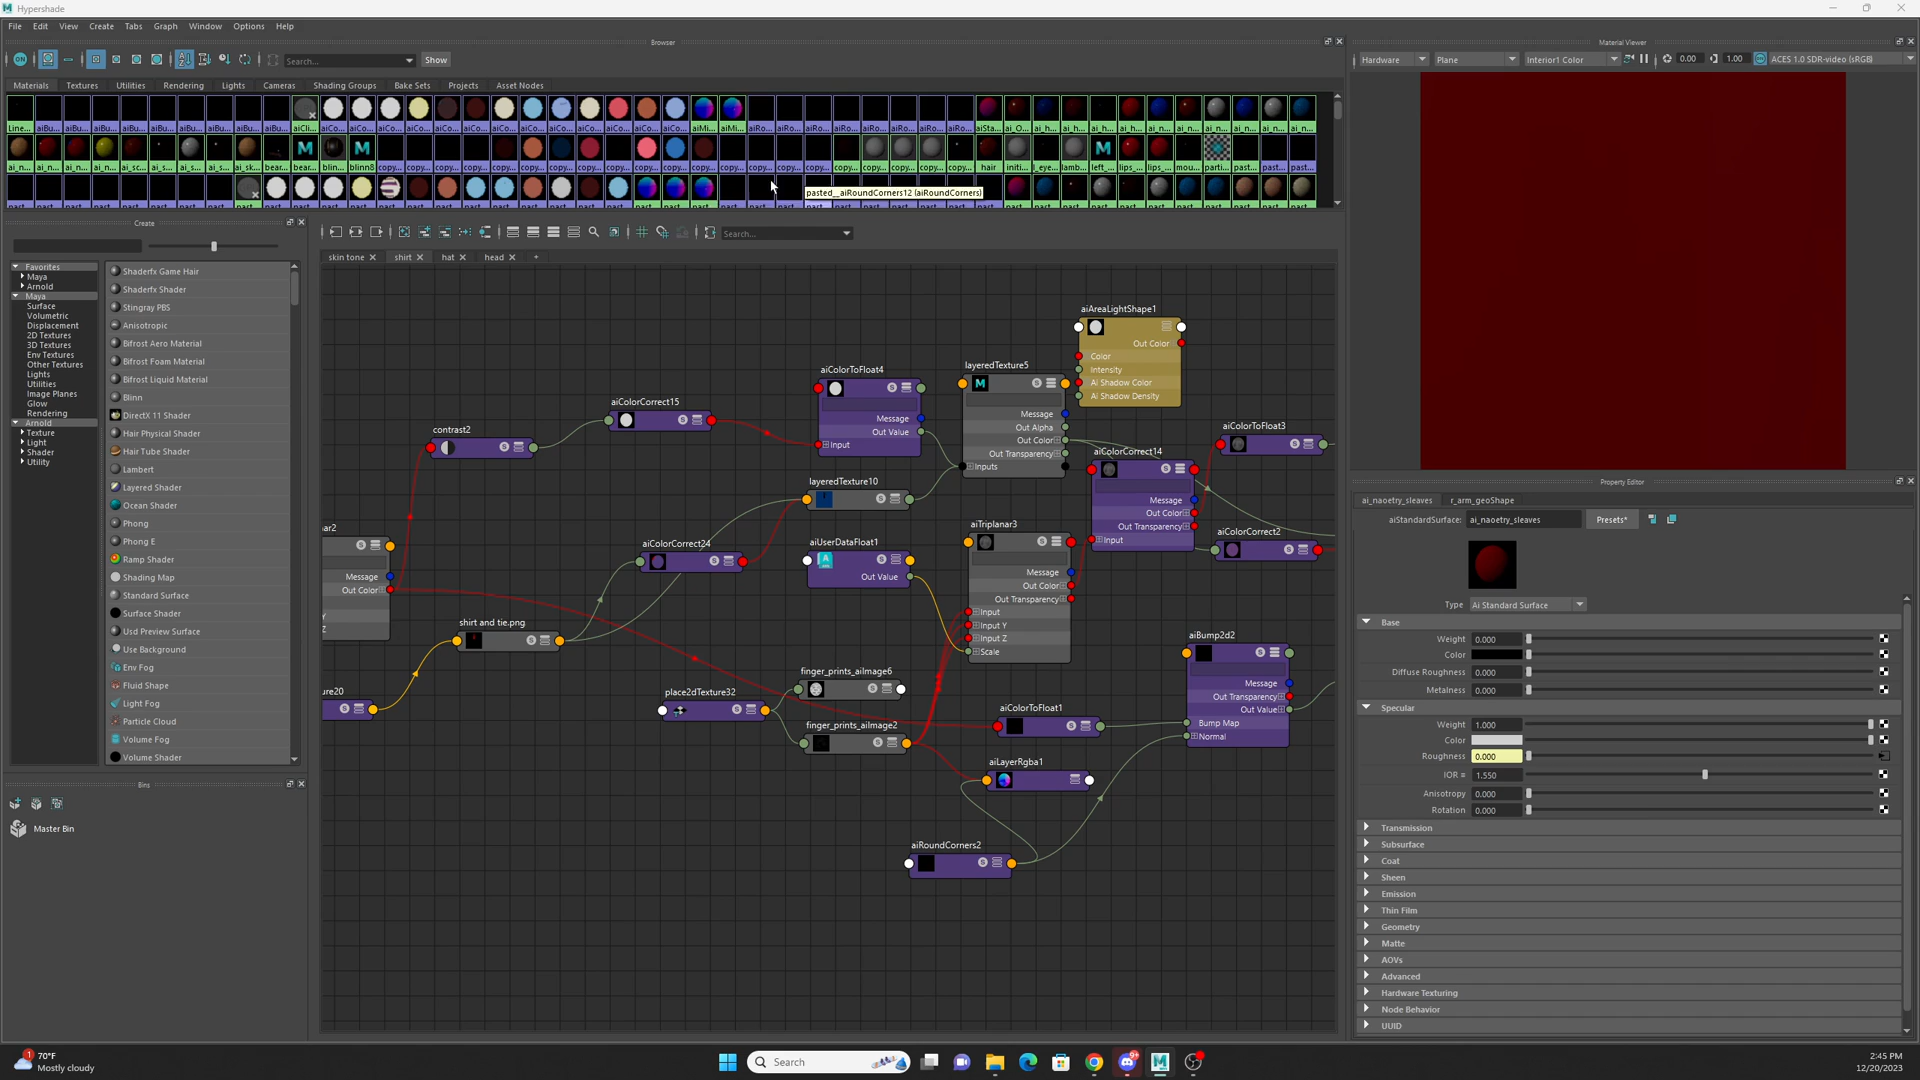 Hypershade
File Edit View Create Tabs Graph Window Options Help
Browser
ON Search... Show
Materials Textures Utilities Rendering Lights Cameras Shading Groups Bake Sets Projects Asset Nodes
pasted__aiRoundCorners12 (aiRoundCorners)
Create
Favorites
Maya
Arnold
Maya
Surface
Volumetric
Displacement
2D Textures
3D Textures
Env Textures
Other Textures
Lights
Utilities
Image Planes
Glow
Rendering
Arnold
Texture
Light
Shader
Utility
Shaderfx Game Hair
Shaderfx Shader
Stingray PBS
Anisotropic
Bifrost Aero Material
Bifrost Foam Material
Bifrost Liquid Material
Blinn
DirectX 11 Shader
Hair Physical Shader
Hair Tube Shader
Lambert
Layered Shader
Ocean Shader
Phong
Phong E
Ramp Shader
Shading Map
Standard Surface
Surface Shader
Usd Preview Surface
Use Background
Env Fog
Fluid Shape
Light Fog
Particle Cloud
Volume Fog
Volume Shader
Bins
Master Bin
Search...
skin tone shirt hat head +
aiAreaLightShape1
Out Color
Color
Intensity
Ai Shadow Color
Ai Shadow Density
layeredTexture5
Message
Out Alpha
Out Color
Out Transparency
Inputs
aiColorToFloat4
Message
Out Value
Input
aiColorCorrect15
contrast2
aiColorToFloat3
aiColorCorrect14
Message
Out Color
Out Transparency
Input
layeredTexture10
aiTriplanar3
Message
Out Color
Out Transparency
Input
Input Y
Input Z
Scale
aiColorCorrect2
aiColorCorrect24
aiUserDataFloat1
Out Value
ar2
Message
Out Color
Y
Z
shirt and tie.png
ure20
finger_prints_aiImage6
place2dTexture32
finger_prints_aiImage2
aiColorToFloat1
aiBump2d2
Message
Out Transparency
Out Value
Bump Map
Normal
aiLayerRgba1
aiRoundCorners2
Material Viewer
Hardware Plane Interior1 Color 0.00 1.00 ACES 1.0 SDR-video (sRGB)
Property Editor
ai_naoetry_sleaves r_arm_geoShape
aiStandardSurface: ai_naoetry_sleaves Presets*
Type Ai Standard Surface
Base
Weight 0.000
Color
Diffuse Roughness 0.000
Metalness 0.000
Specular
Weight 1.000
Color
Roughness 0.000
IOR = 1.550
Anisotropy 0.000
Rotation 0.000
Transmission
Subsurface
Coat
Sheen
Emission
Thin Film
Geometry
Matte
AOVs
Advanced
Hardware Texturing
Node Behavior
UUID
70°F
Mostly cloudy
Search
2:45 PM
12/20/2023